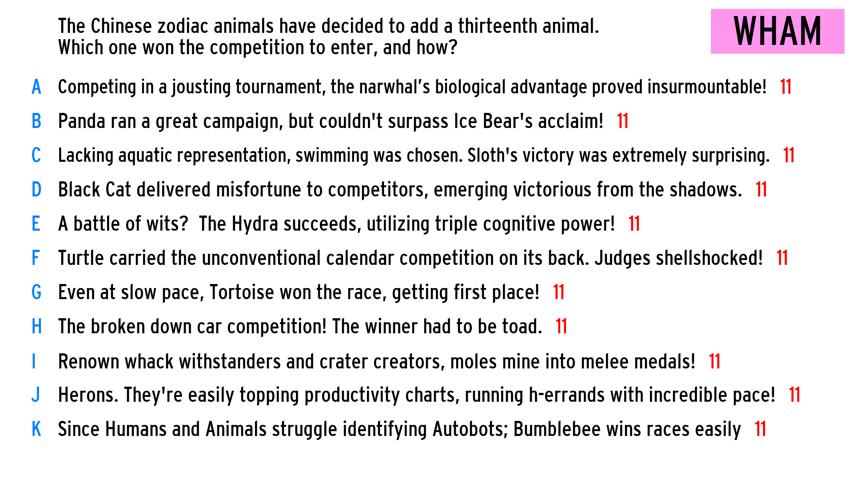 The Chinese zodiac animals have decided to add a thirteenth animal.
Which one won the competition to enter, and how?
WHAM
A Competing in a jousting tournament, the narwhal's biological advantage proved insurmountable! 11
B Panda ran a great campaign, but couldn't surpass Ice Bear's acclaim! 11
C Lacking aquatic representation, swimming was chosen. Sloth's victory was extremely surprising. 11
D Black Cat delivered misfortune to competitors, emerging victorious from the shadows. 11
E A battle of wits?  The Hydra succeeds, utilizing triple cognitive power! 11
F Turtle carried the unconventional calendar competition on its back. Judges shellshocked! 11
G Even at slow pace, Tortoise won the race, getting first place! 11
H The broken down car competition! The winner had to be toad. 11
I Renown whack withstanders and crater creators, moles mine into melee medals! 11
J Herons. They're easily topping productivity charts, running h-errands with incredible pace! 11
K Since Humans and Animals struggle identifying Autobots; Bumblebee wins races easily 11